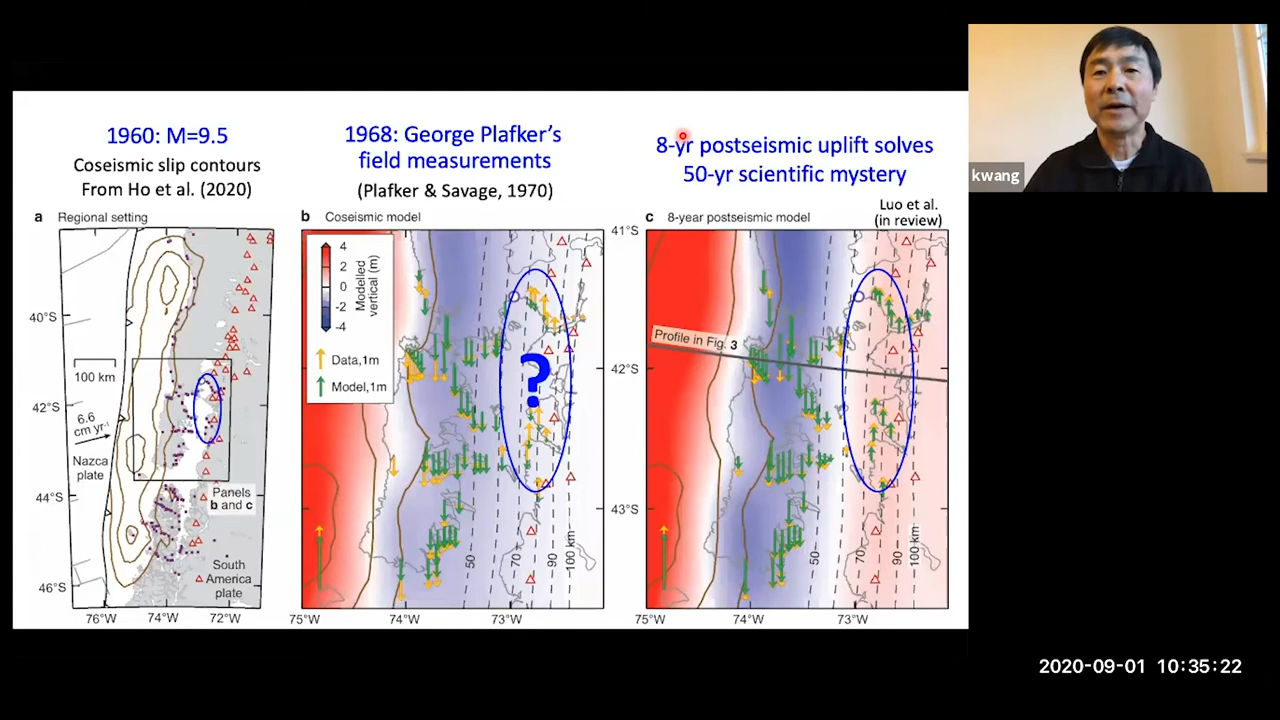 1960: M=9.5
Coseismic slip contours
From Ho et al. (2020)
1968: George Plafker's
field measurements
(Plafker & Savage, 1970)
8-yr postseismic uplift solves
50-yr scientific mystery
Luo et al.
(in review)
kwang
a Regional setting
40°S
42°S
44°S
46°S
100 km
6.6
cm yr-1
Nazca
plate
Panels
b and c
South
America
plate
76°W 74°W 72°W
b Coseismic model
4
2
0
-2
-4
Modelled
vertical (m)
Data,1m
Model,1m
?
50
70
90
100 km
75°W 74°W 73°W
c 8-year postseismic model
41°S
42°S
43°S
Profile in Fig. 3
50
70
90
100 km
75°W 74°W 73°W
2020-09-01 10:35:22